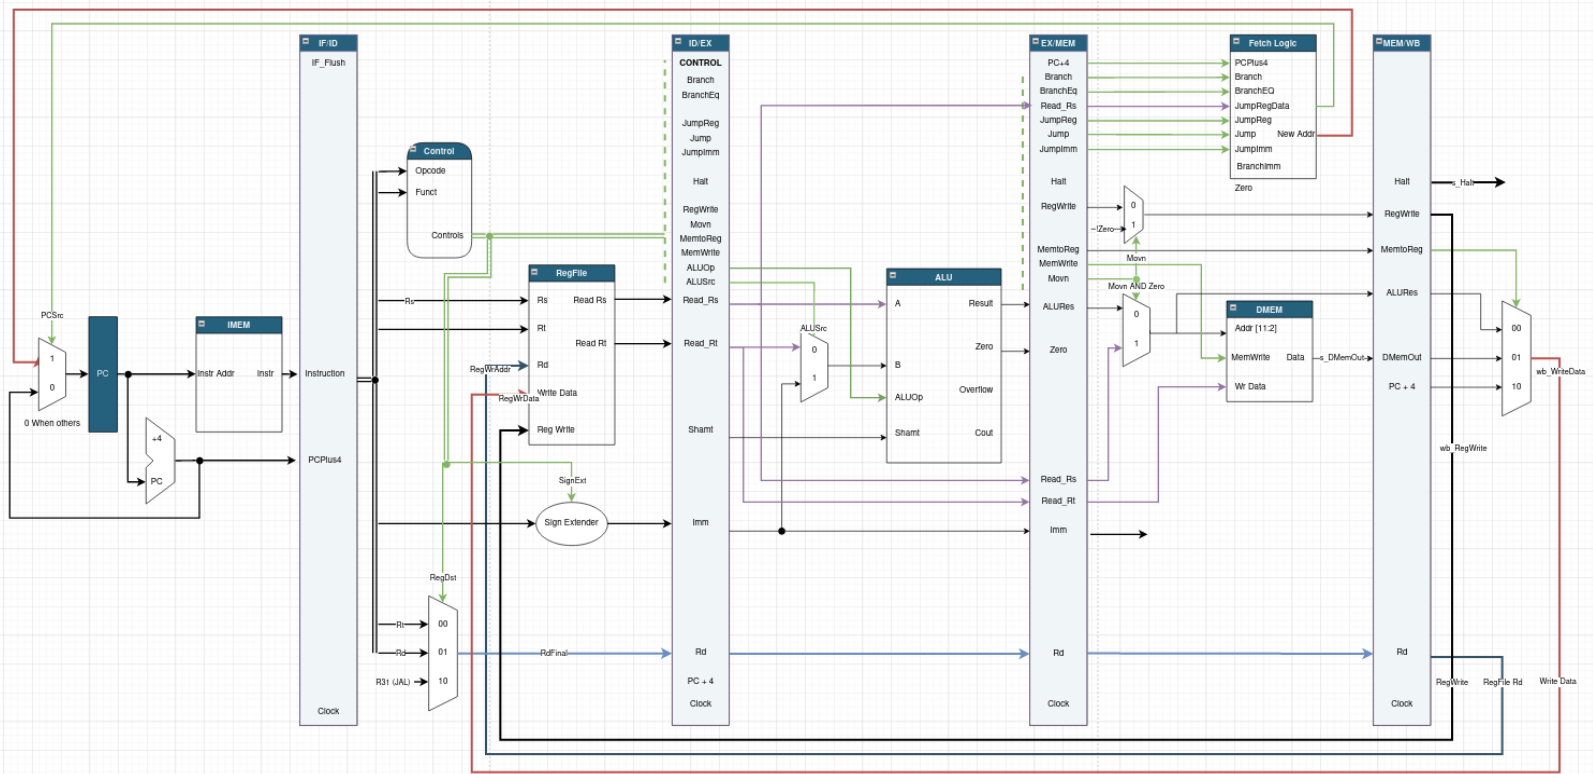 PCSrc
1
0
0 When others
PC
+4
PC
IMEM
Instr Addr
Instr
IF/ID
IF_Flush
Instruction
PCPlus4
Clock
Control
Opcode
Funct
Controls
Rs
RegFile
Rs
Read Rs
Rt
Read Rt
Rd
Write Data
Reg Write
RegWrAddr
RegWrData
SignExt
Sign Extender
RegDst
Rt
00
Rd
01
R31 (JAL)
10
RdFinal
ID/EX
CONTROL
Branch
BranchEq
JumpReg
Jump
JumpImm
Halt
RegWrite
Movn
MemtoReg
MemWrite
ALUOp
ALUSrc
Read_Rs
Read_Rt
Shamt
Imm
Rd
PC + 4
Clock
ALUSrc
0
1
ALU
A
Result
Zero
B
Overflow
ALUOp
Shamt
Cout
EX/MEM
PC+4
Branch
BranchEq
Read_Rs
JumpReg
Jump
JumpImm
Halt
RegWrite
MemtoReg
MemWrite
Movn
ALURes
Zero
Read_Rs
Read_Rt
Imm
Rd
Clock
Fetch Logic
PCPlus4
Branch
BranchEQ
JumpRegData
JumpReg
Jump
New Addr
JumpImm
BranchImm
Zero
0
1
!Zero
Movn
Movn AND Zero
0
1
DMEM
Addr [11:2]
MemWrite
Data
Wr Data
s_DMemOut
MEM/WB
Halt
RegWrite
MemtoReg
ALURes
DMemOut
PC + 4
Rd
Clock
s_Halt
00
01
10
wb_WriteData
wb_RegWrite
RegWrite
RegFile Rd
Write Data